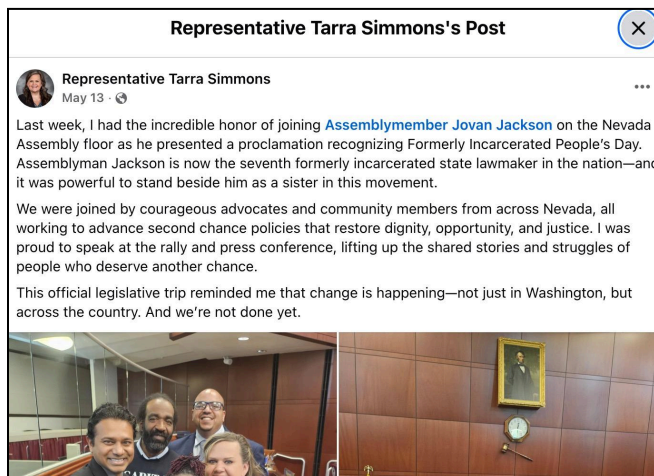 Representative Tarra Simmons's Post
Representative Tarra Simmons
May 13 ·
Last week, I had the incredible honor of joining Assemblymember Jovan Jackson on the Nevada
Assembly floor as he presented a proclamation recognizing Formerly Incarcerated People's Day.
Assemblyman Jackson is now the seventh formerly incarcerated state lawmaker in the nation—and
it was powerful to stand beside him as a sister in this movement.
We were joined by courageous advocates and community members from across Nevada, all
working to advance second chance policies that restore dignity, opportunity, and justice. I was
proud to speak at the rally and press conference, lifting up the shared stories and struggles of
people who deserve another chance.
This official legislative trip reminded me that change is happening—not just in Washington, but
across the country. And we're not done yet.